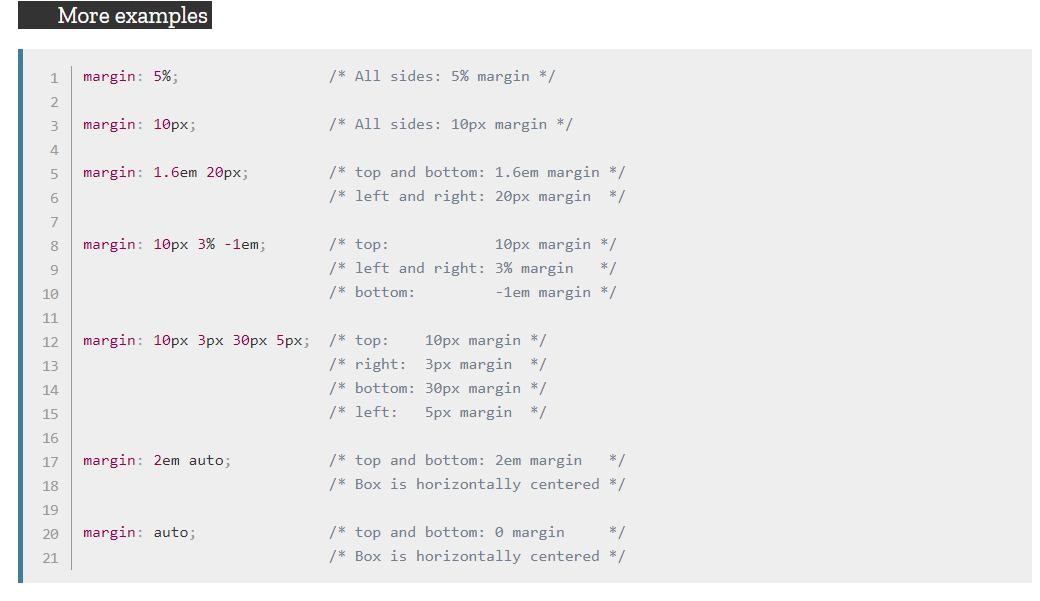 More examples
1 margin: 5%; /* All sides: 5% margin */
2
3 margin: 10px; /* All sides: 10px margin */
4
5 margin: 1.6em 20px; /* top and bottom: 1.6em margin */
6 /* left and right: 20px margin  */
7
8 margin: 10px 3% -1em; /* top:            10px margin */
9 /* left and right: 3% margin   */
10 /* bottom:         -1em margin */
11
12 margin: 10px 3px 30px 5px; /* top:    10px margin */
13 /* right:  3px margin  */
14 /* bottom: 30px margin */
15 /* left:   5px margin  */
16
17 margin: 2em auto; /* top and bottom: 2em margin   */
18 /* Box is horizontally centered */
19
20 margin: auto; /* top and bottom: 0 margin     */
21 /* Box is horizontally centered */